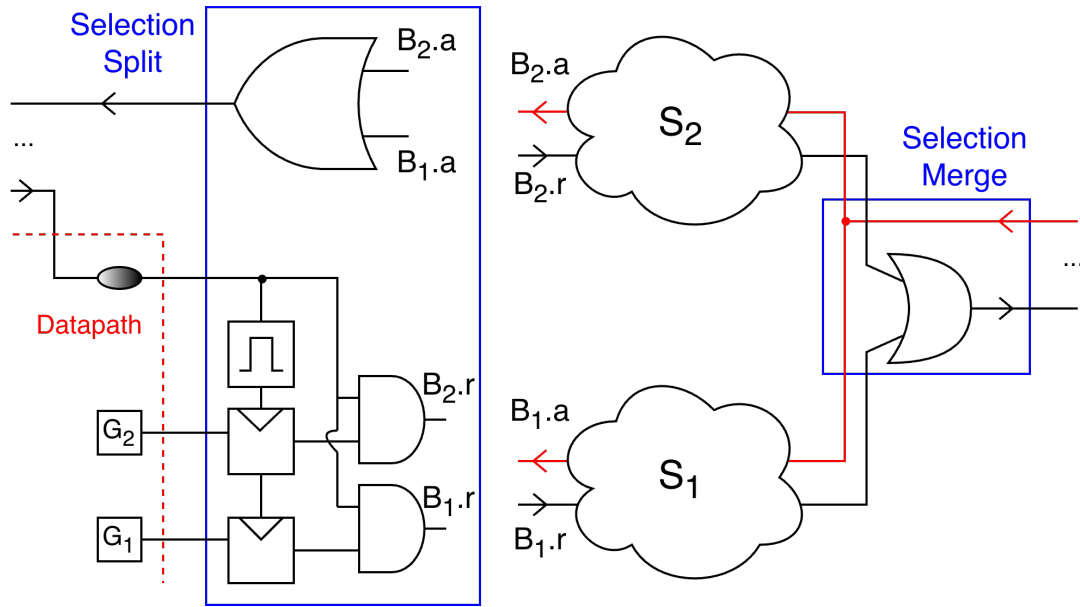 Selection
Split
B2.a
B1.a
...
Datapath
G2
G1
B2.r
B1.r
B2.a
S2
B2.r
B1.a
S1
B1.r
Selection
Merge
...